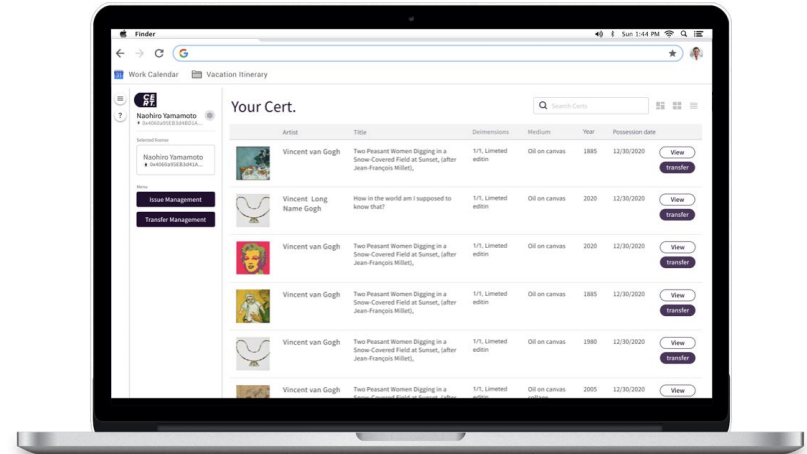 Finder
Sun 1:44 PM
G
31 Work Calendar
Vacation Itinerary
CE
RT.
?
Naohiro Yamamoto
Selected license
Naohiro Yamamoto
Menu
Issue Management
Transfer Management
Your Cert.
Search Certs
Artist Title Deimensions Medium Year Possession date
Vincent van Gogh
Two Peasant Women Digging in a
Snow-Covered Field at Sunset, (after
Jean-François Millet),
1/1, Limeted
editin
Oil on canvas
1885
12/30/2020
View
transfer
Vincent Long
Name Gogh
How in the world am I supposed to
know that?
1/1, Limeted
editin
Oil on canvas
2020
12/30/2020
View
transfer
Vincent van Gogh
Two Peasant Women Digging in a
Snow-Covered Field at Sunset, (after
Jean-François Millet),
1/1, Limeted
editin
Oil on canvas
2020
12/30/2020
View
transfer
Vincent van Gogh
Two Peasant Women Digging in a
Snow-Covered Field at Sunset, (after
Jean-François Millet),
1/1, Limeted
editin
Oil on canvas
1885
12/30/2020
View
transfer
Vincent van Gogh
Two Peasant Women Digging in a
Snow-Covered Field at Sunset, (after
Jean-François Millet),
1/1, Limeted
editin
Oil on canvas
1980
12/30/2020
View
transfer
Vincent van Gogh
Two Peasant Women Digging in a
Snow-Covered Field at Sunset, (after
1/1, Limeted
editin
Oil on canvas
collage
2005
12/30/2020
View